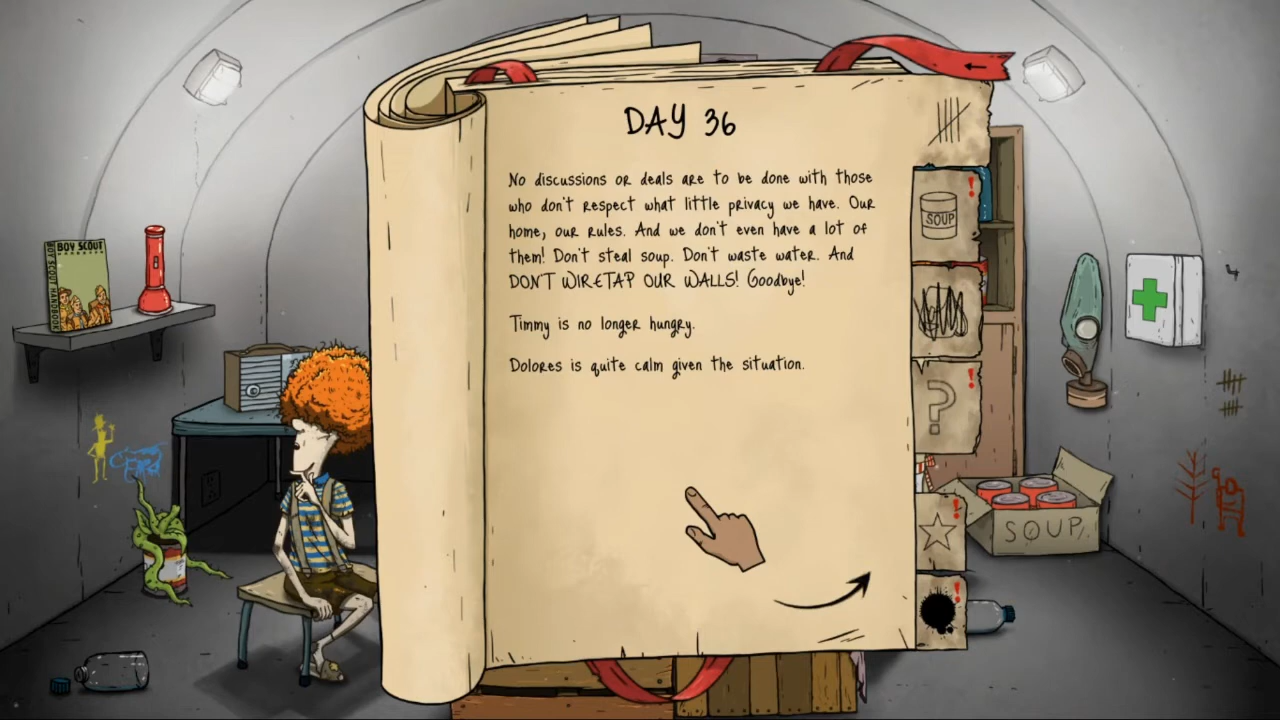 DAY 36
No discussions or deals are to be done with those
who don't respect what little privacy we have. Our
home, our rules. And we don't even have a lot of
them! Don't steal soup. Don't waste water. And
DON'T WIRETAP OUR WALLS! Goodbye!
Timmy is no longer hungry.
Dolores is quite calm given the situation.
SOUP
BOY SCOUT
BOY SCOUT HANDBOOK
SOUP